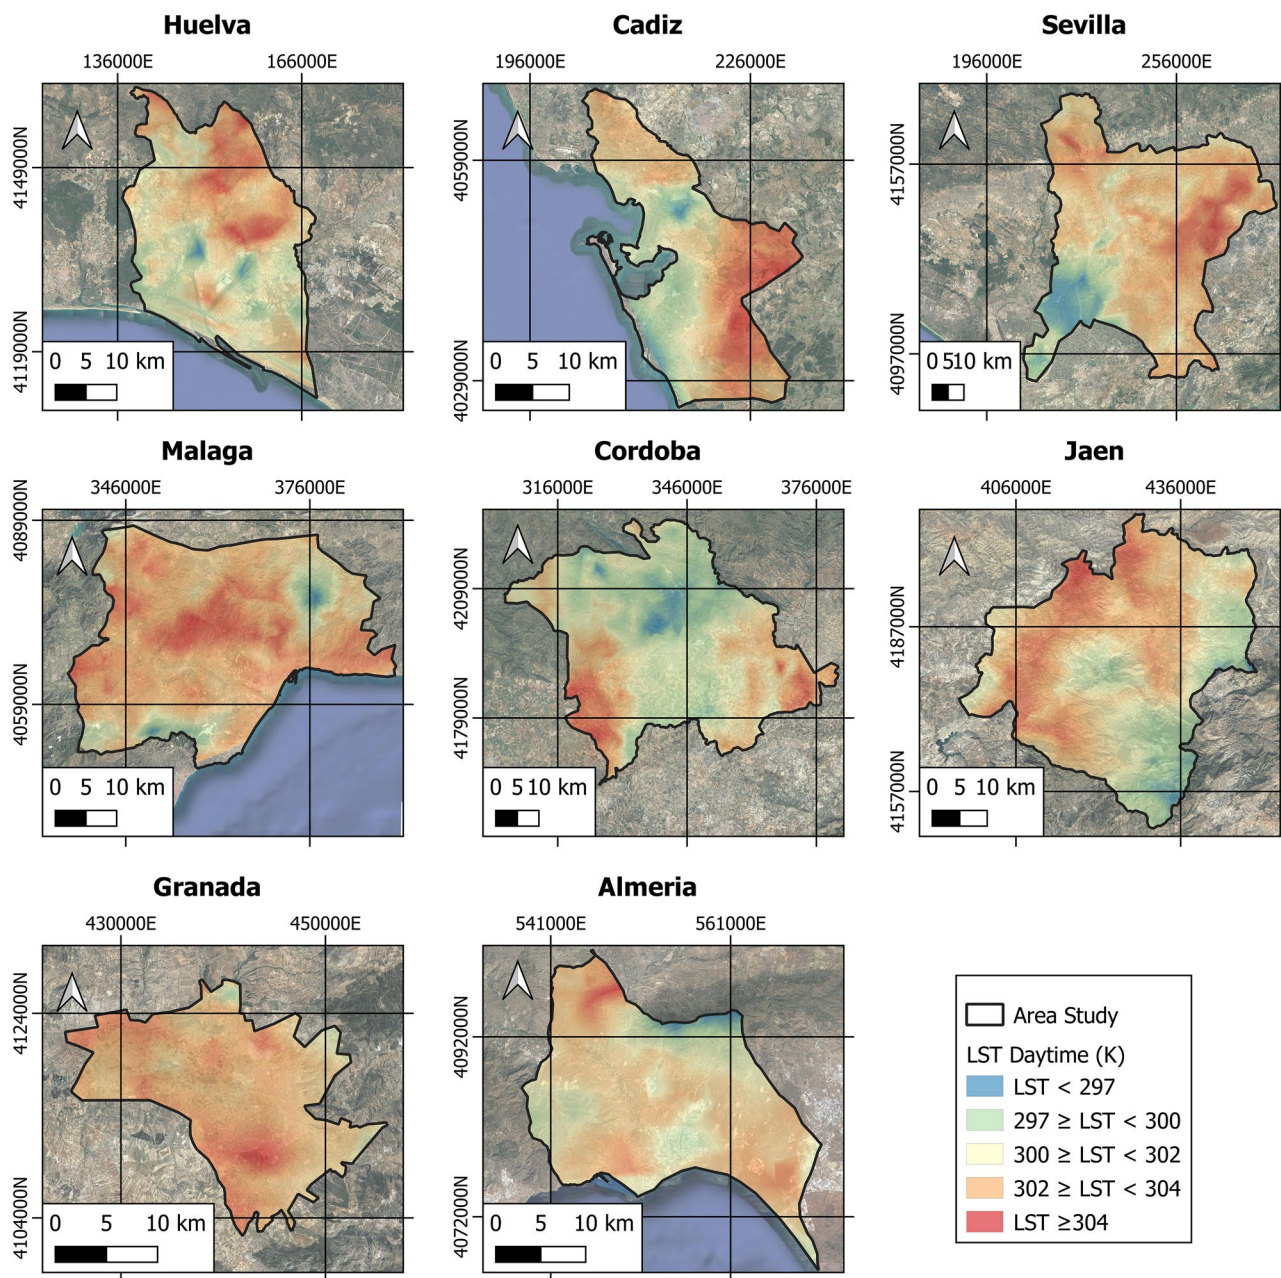 Huelva
136000E 166000E
4149000N
4119000N
0 5 10 km
Cadiz
196000E 226000E
4059000N
4029000N
0 5 10 km
Sevilla
196000E 256000E
4157000N
4097000N
0 510 km
Malaga
346000E 376000E
4089000N
4059000N
0 5 10 km
Cordoba
316000E 346000E 376000E
4209000N
4179000N
0 5 10 km
Jaen
406000E 436000E
4187000N
4157000N
0 5 10 km
Granada
430000E 450000E
4124000N
4104000N
0 5 10 km
Almeria
541000E 561000E
4092000N
4072000N
0 5 10 km
Area Study
LST Daytime (K)
LST < 297
297 ≥ LST < 300
300 ≥ LST < 302
302 ≥ LST < 304
LST ≥304